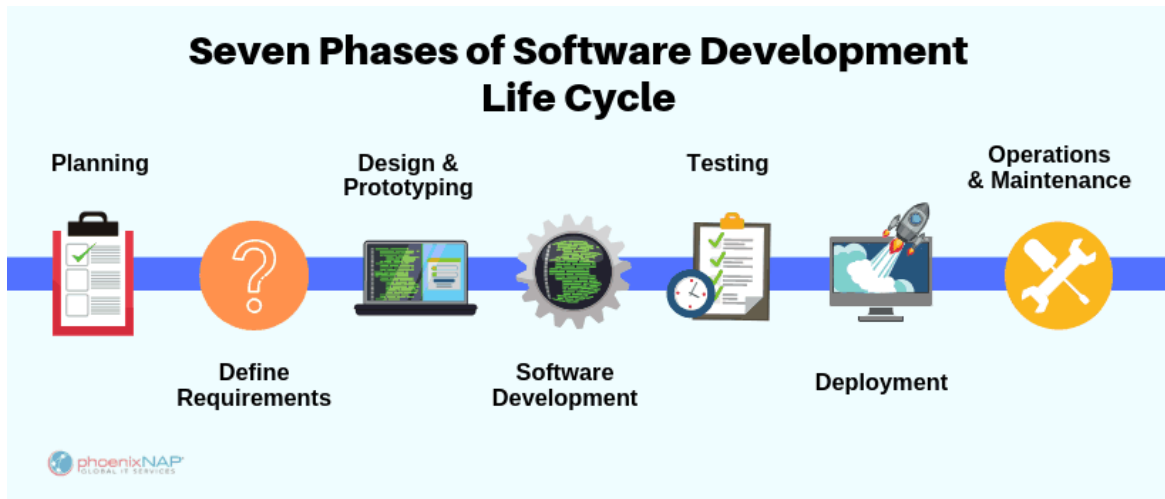 Seven Phases of Software Development
Life Cycle
Planning
Define
Requirements
Design &
Prototyping
Software
Development
Testing
Deployment
Operations
& Maintenance
phoenixNAP
GLOBAL IT SERVICES